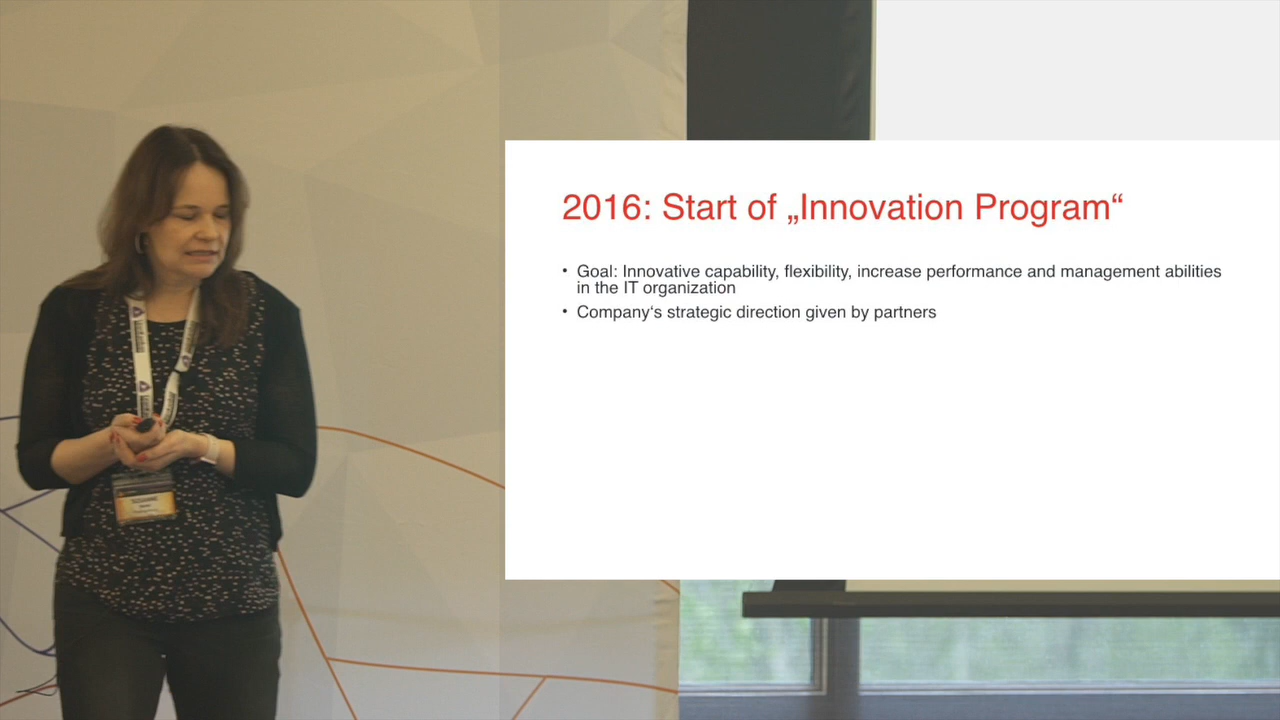 2016: Start of „Innovation Program“
• Goal: Innovative capability, flexibility, increase performance and management abilities
in the IT organization
• Company‘s strategic direction given by partners
SUSANNE